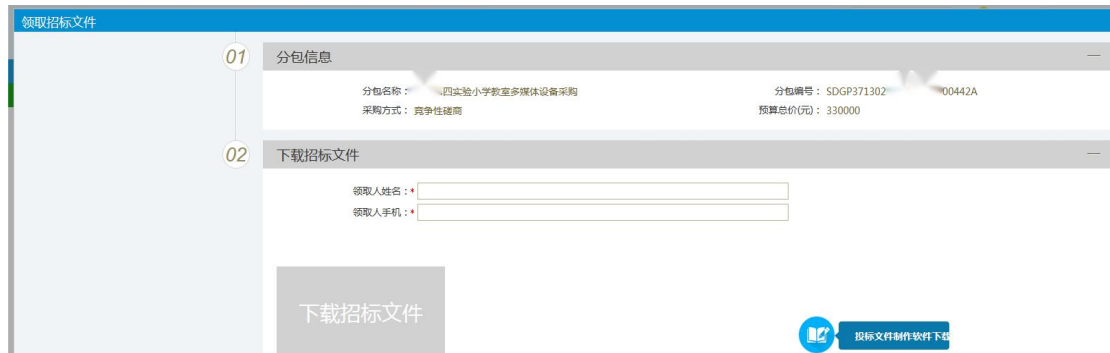 领取招标文件
01 分包信息
分包名称： 四实验小学教室多媒体设备采购 分包编号： SDGP371302 00442A
采购方式： 竞争性磋商 预算总价(元)： 330000
02 下载招标文件
领取人姓名：*
领取人手机：*
下载招标文件
投标文件制作软件下载